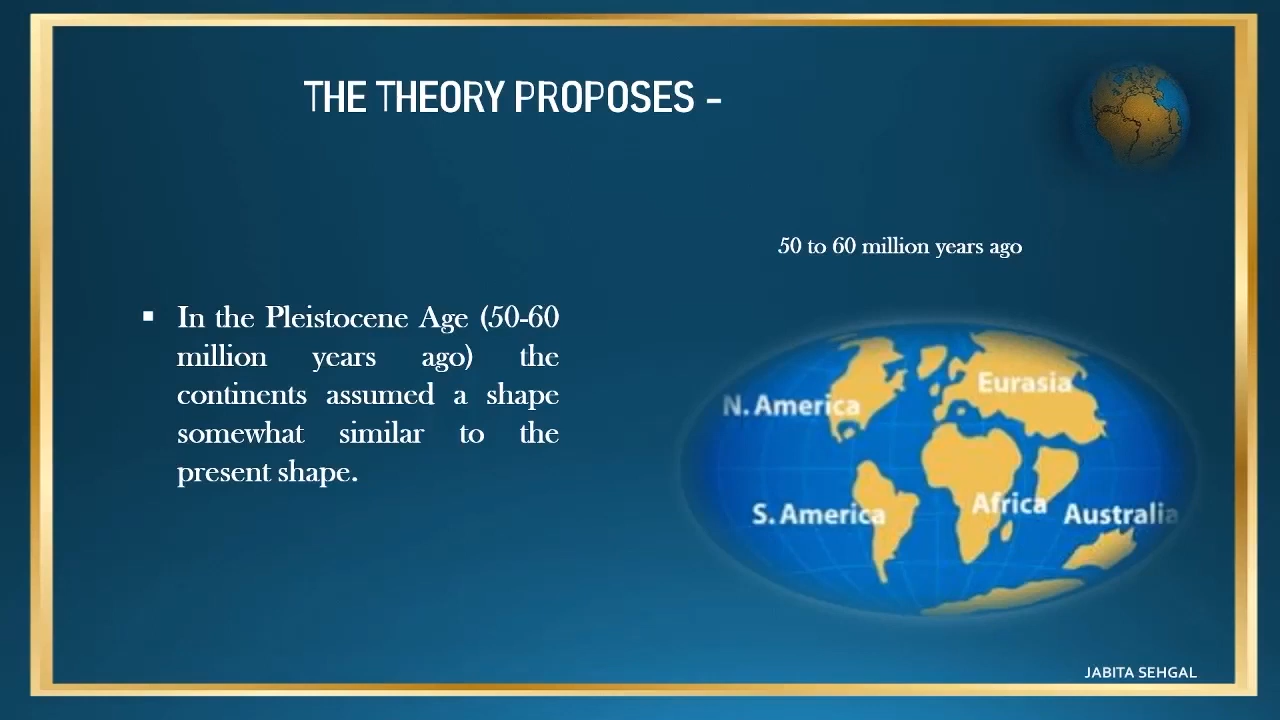 THE THEORY PROPOSES -
50 to 60 million years ago
▪ In the Pleistocene Age (50-60
million years ago) the
continents assumed a shape
somewhat similar to the
present shape.
Eurasia
N. America
Africa
S. America
Australia
JABITA SEHGAL